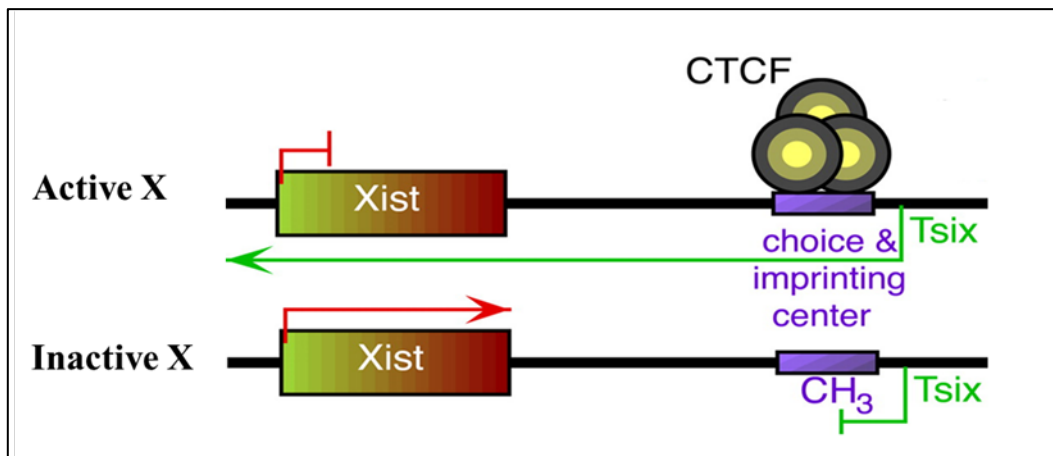 CTCF
Active X
Xist
Tsix
choice &
imprinting
center
Inactive X
Xist
CH₃
Tsix